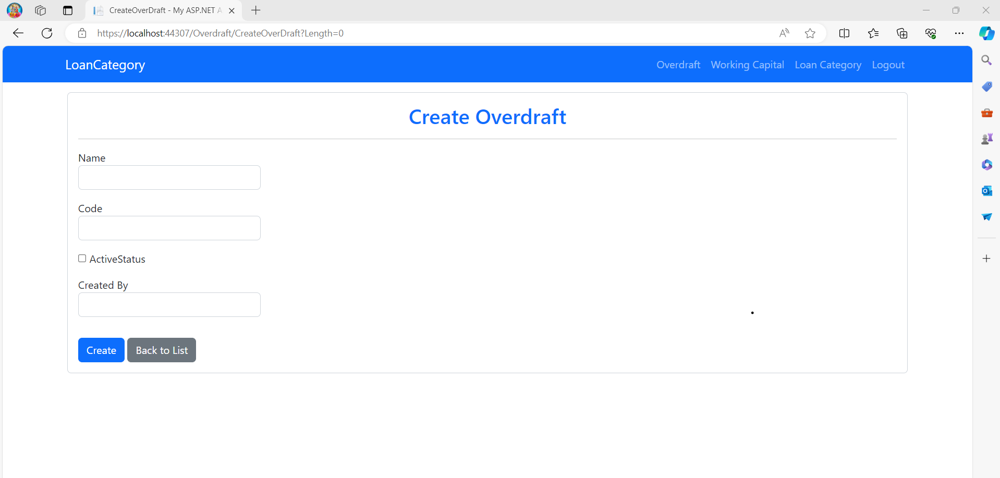 CreateOverDraft - My ASP.NET A
https://localhost:44307/Overdraft/CreateOverDraft?Length=0
LoanCategory Overdraft Working Capital Loan Category Logout
Create Overdraft
Name
Code
ActiveStatus
Created By
Create Back to List